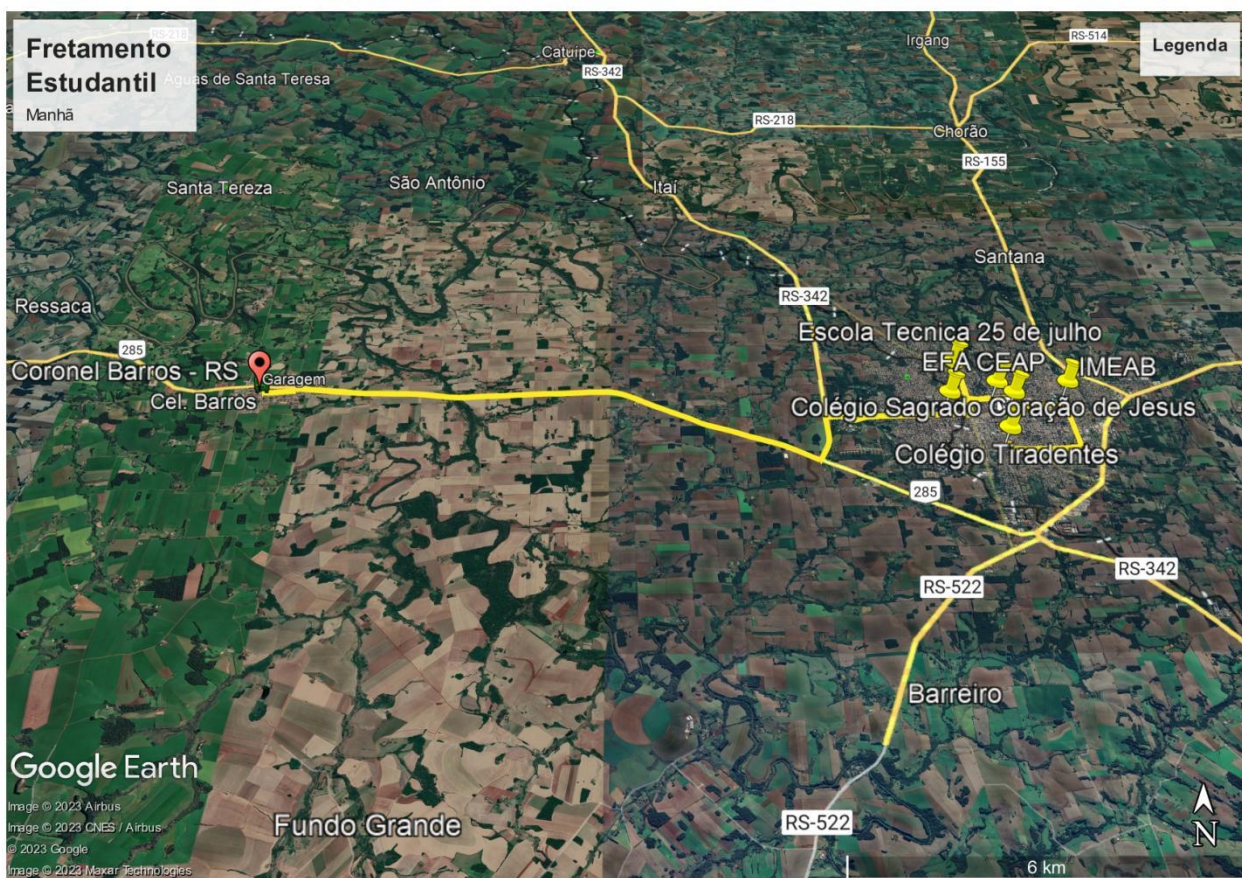 Fretamento
Estudantil
Manhã
Legenda
RS-218
Águas de Santa Teresa
Catuípe
RS-342
Irgang
RS-514
RS-218
Chorão
RS-155
Santa Tereza
São Antônio
Itaí
Santana
Ressaca
RS-342
Escola Tecnica 25 de julho
285
EFA CEAP
IMEAB
Coronel Barros - RS
Garagem
Cel. Barros
Colégio Sagrado Coração de Jesus
Colégio Tiradentes
285
RS-522
RS-342
Barreiro
Google Earth
Image © 2023 Airbus
Image © 2023 CNES / Airbus
© 2023 Google
Image © 2023 Maxar Technologies
Fundo Grande
RS-522
N
6 km